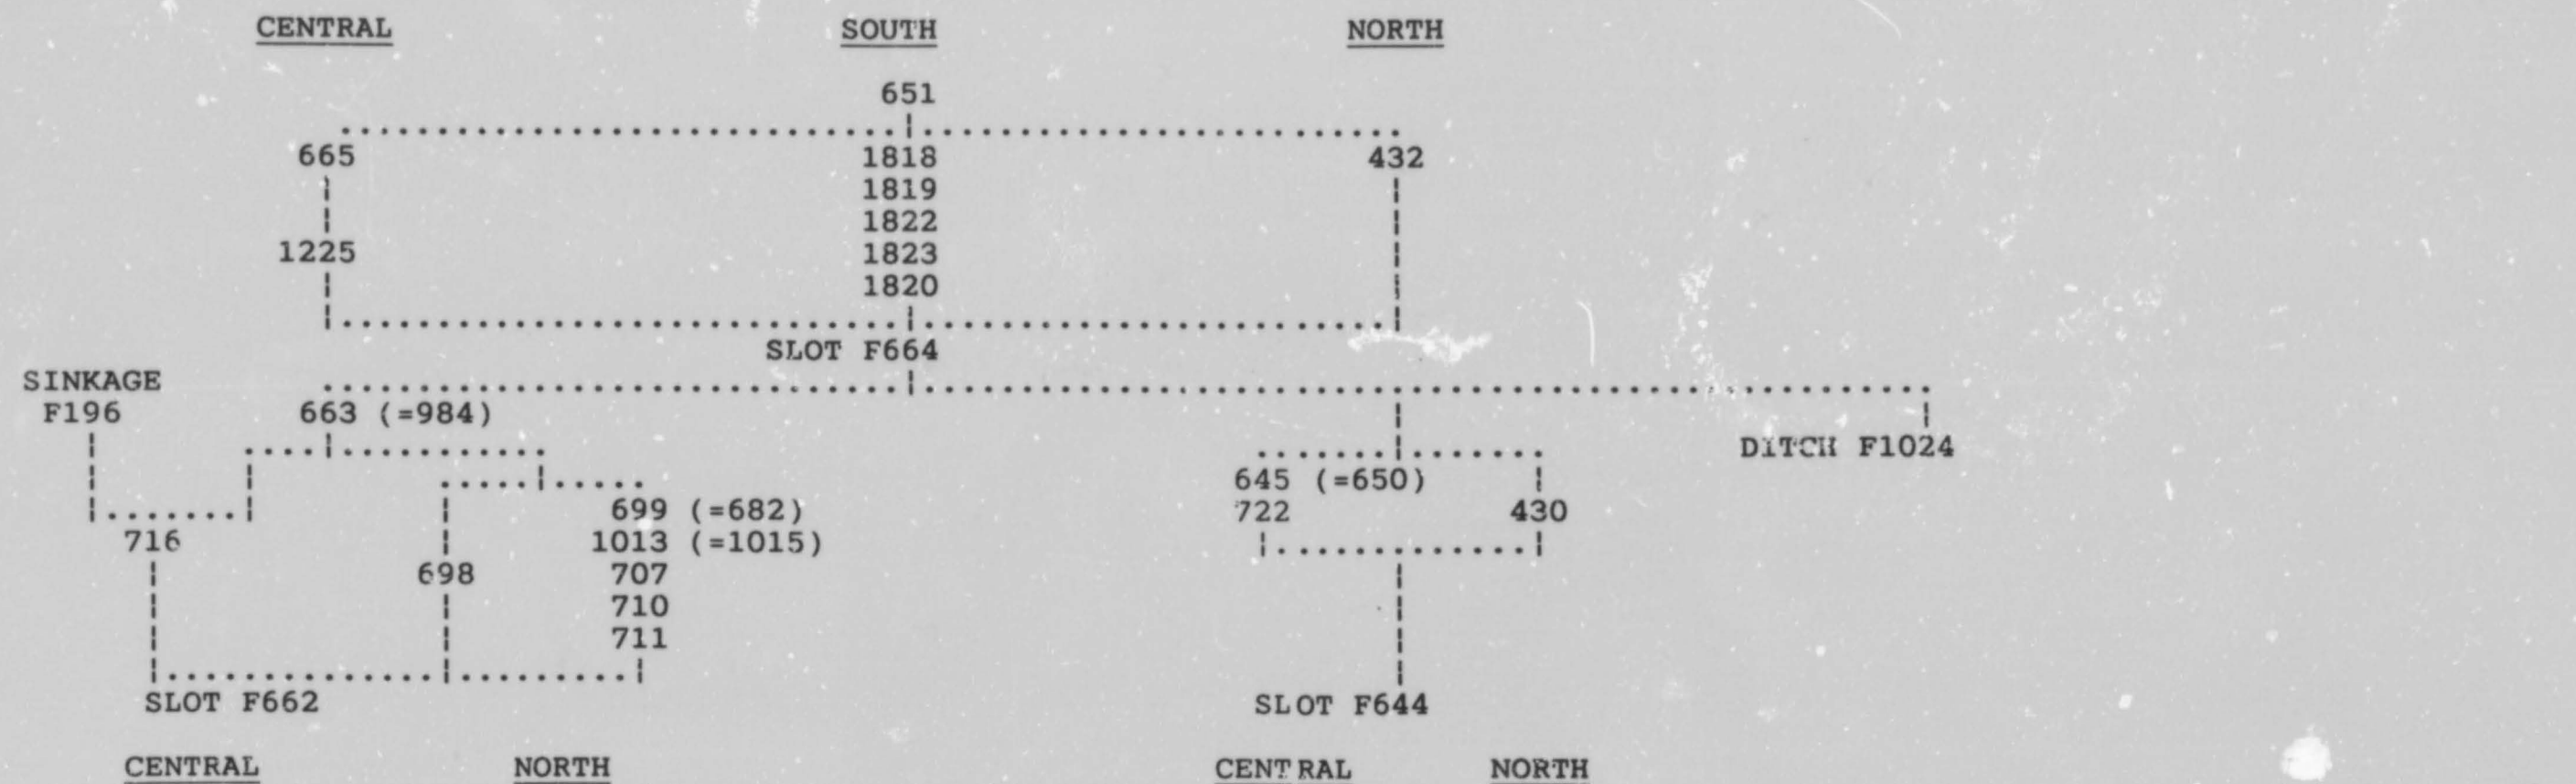 CENTRAL SOUTH NORTH
651
665 1818 432
1819
1822
1225 1823
1820
SLOT F664
SINKAGE
F196 663 (=984)
DITCH F1024
645 (=650)
699 (=682) 722 430
716 1013 (=1015)
698 707
710
711
SLOT F662 SLOT F644
CENTRAL NORTH CENTRAL NORTH